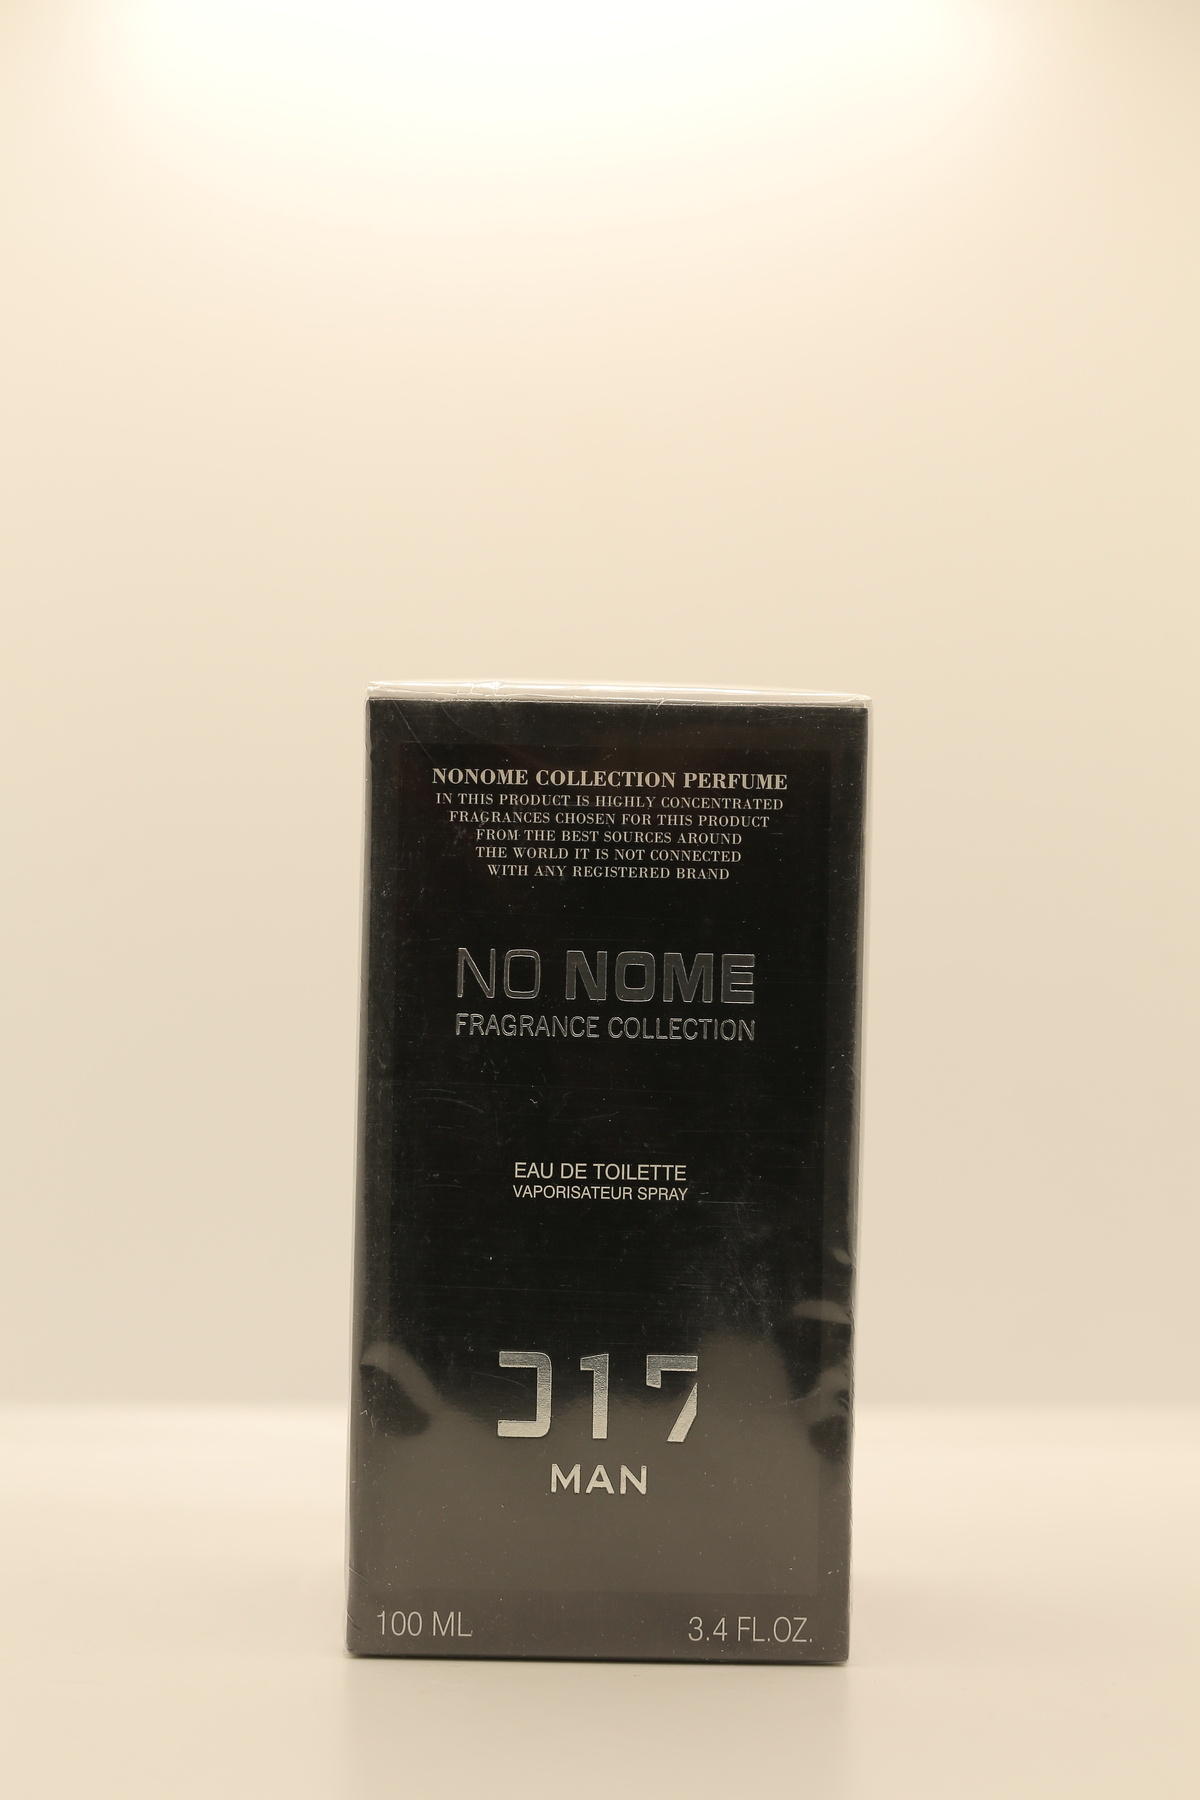 NONOME COLLECTION PERFUME
IN THIS PRODUCT IS HIGHLY CONCENTRATED
FRAGRANCES CHOSEN FOR THIS PRODUCT
FROM THE BEST SOURCES AROUND
THE WORLD IT IS NOT CONNECTED
WITH ANY REGISTERED BRAND
NO NOME
FRAGRANCE COLLECTION
EAU DE TOILETTE
VAPORISATEUR SPRAY
017
MAN
100 ML 3.4 FL.OZ.